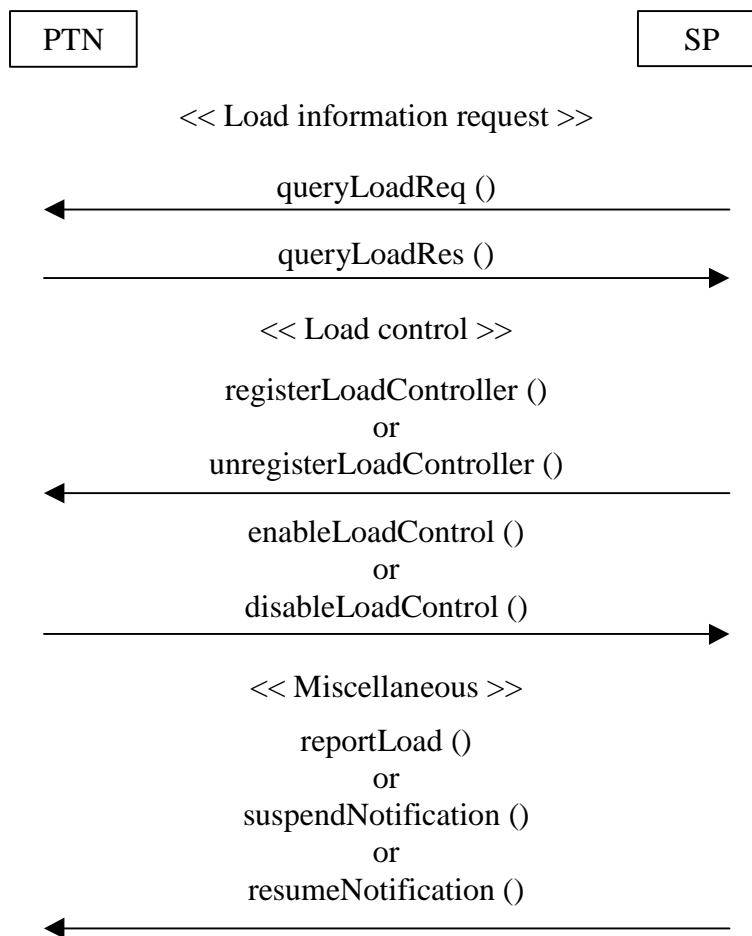 PTN
SP
<< Load information request >>
queryLoadReq ()
queryLoadRes ()
<< Load control >>
registerLoadController ()
or
unregisterLoadController ()
enableLoadControl ()
or
disableLoadControl ()
<< Miscellaneous >>
reportLoad ()
or
suspendNotification ()
or
resumeNotification ()